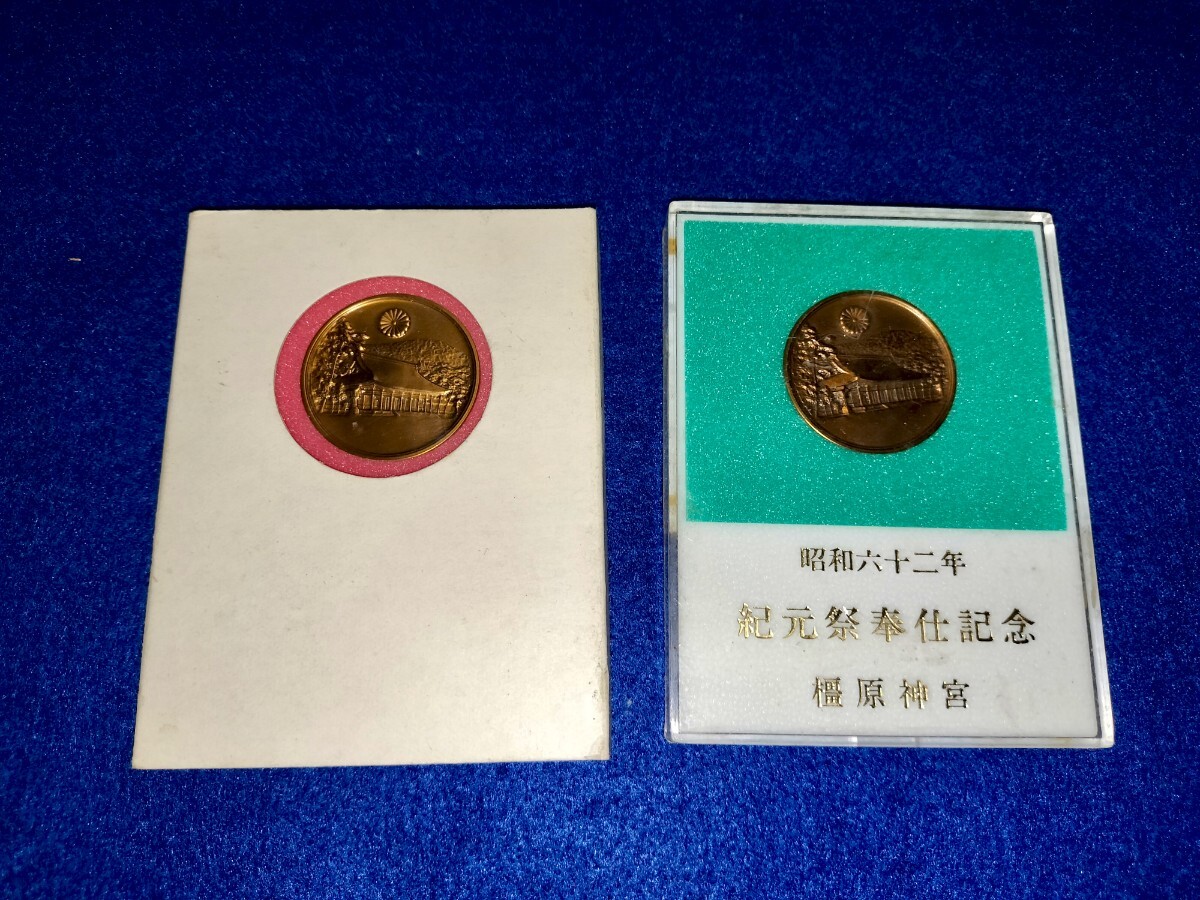 昭和六十二年
紀元祭奉仕記念
橿原神宮